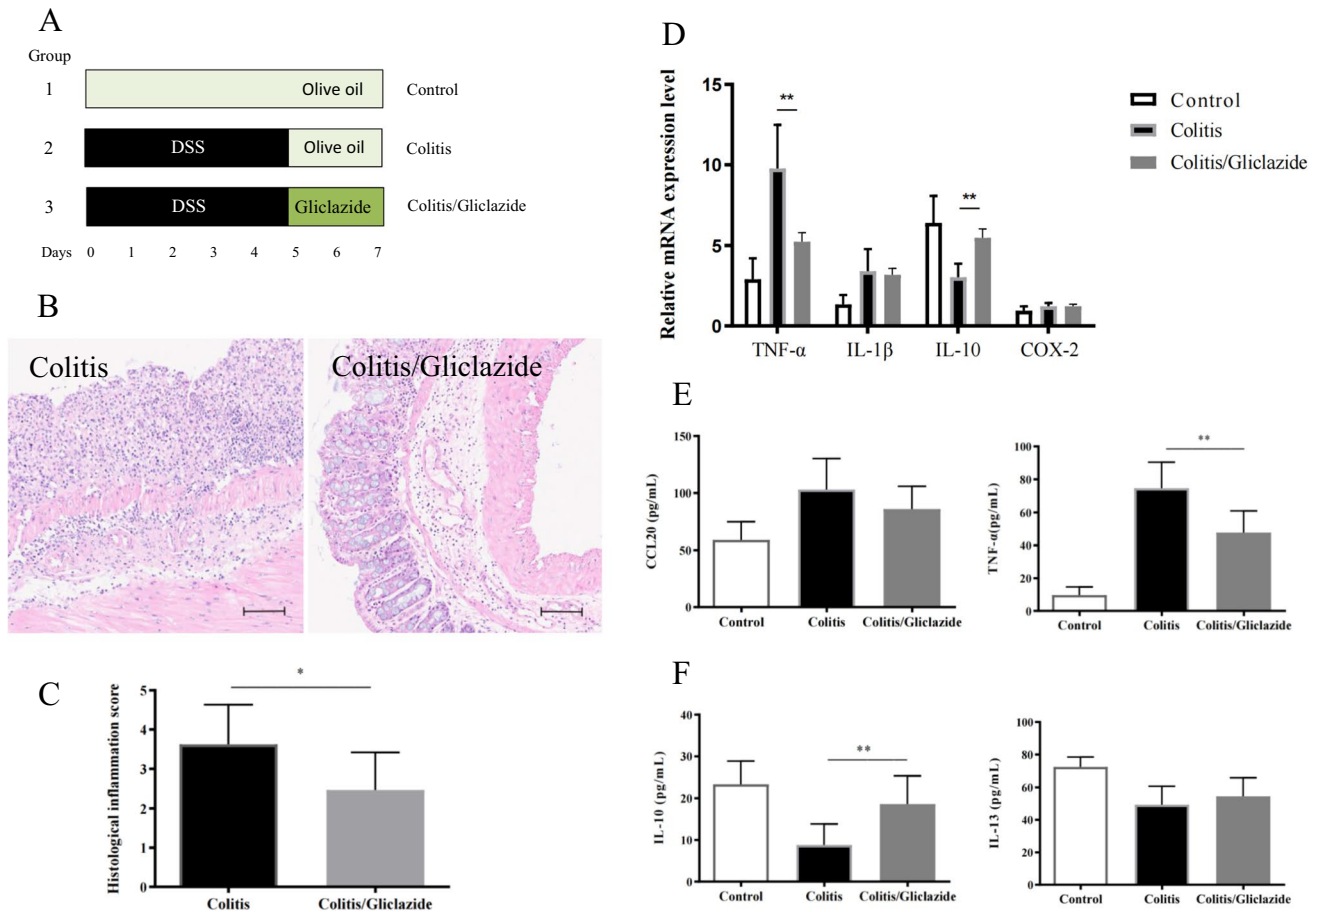 A
Group
1
Olive oil
Control
2
DSS
Olive oil
Colitis
3
DSS
Gliclazide
Colitis/Gliclazide
Days 0 1 2 3 4 5 6 7
B
Colitis
Colitis/Gliclazide
C
Histological inflammation score
5
4
3
2
1
0
*
Colitis
Colitis/Gliclazide
D
Relative mRNA expression level
15
10
5
0
**
**
TNF-α IL-1β IL-10 COX-2
Control
Colitis
Colitis/Gliclazide
E
CCL20 (pg/mL)
150
100
50
0
Control Colitis Colitis/Gliclazide
TNF-α(pg/mL)
100
80
60
40
20
0
**
Control Colitis Colitis/Gliclazide
F
IL-10 (pg/mL)
40
30
20
10
0
**
Control Colitis Colitis/Gliclazide
IL-13 (pg/mL)
100
80
60
40
20
0
Control Colitis Colitis/Gliclazide